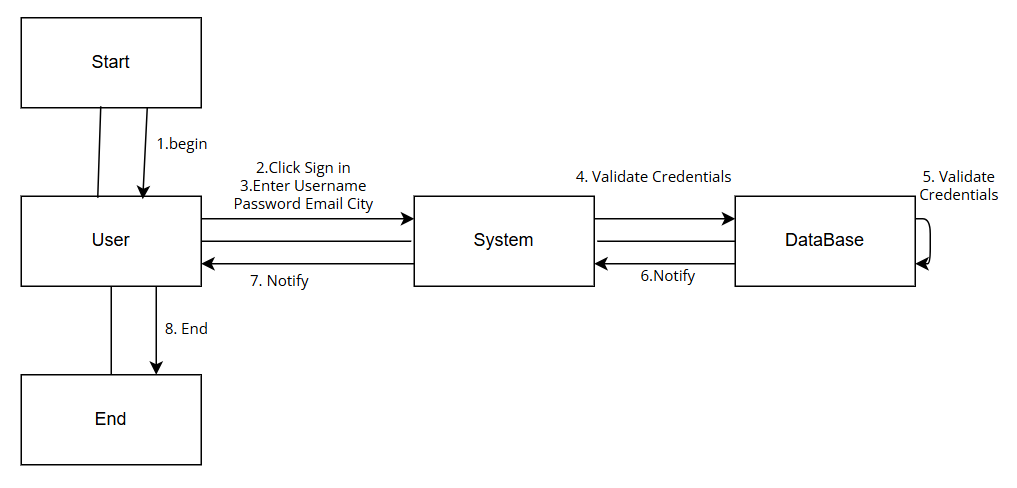 Start
1.begin
2.Click Sign in
3.Enter Username
Password Email City
4. Validate Credentials
5. Validate
Credentials
User
System
DataBase
7. Notify
6.Notify
8. End
End